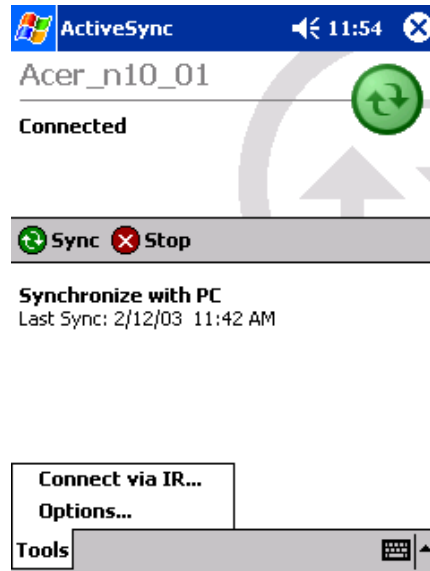 ActiveSync 11:54
Acer_n10_01
Connected
Sync Stop
Synchronize with PC
Last Sync: 2/12/03 11:42 AM
Connect via IR...
Options...
Tools